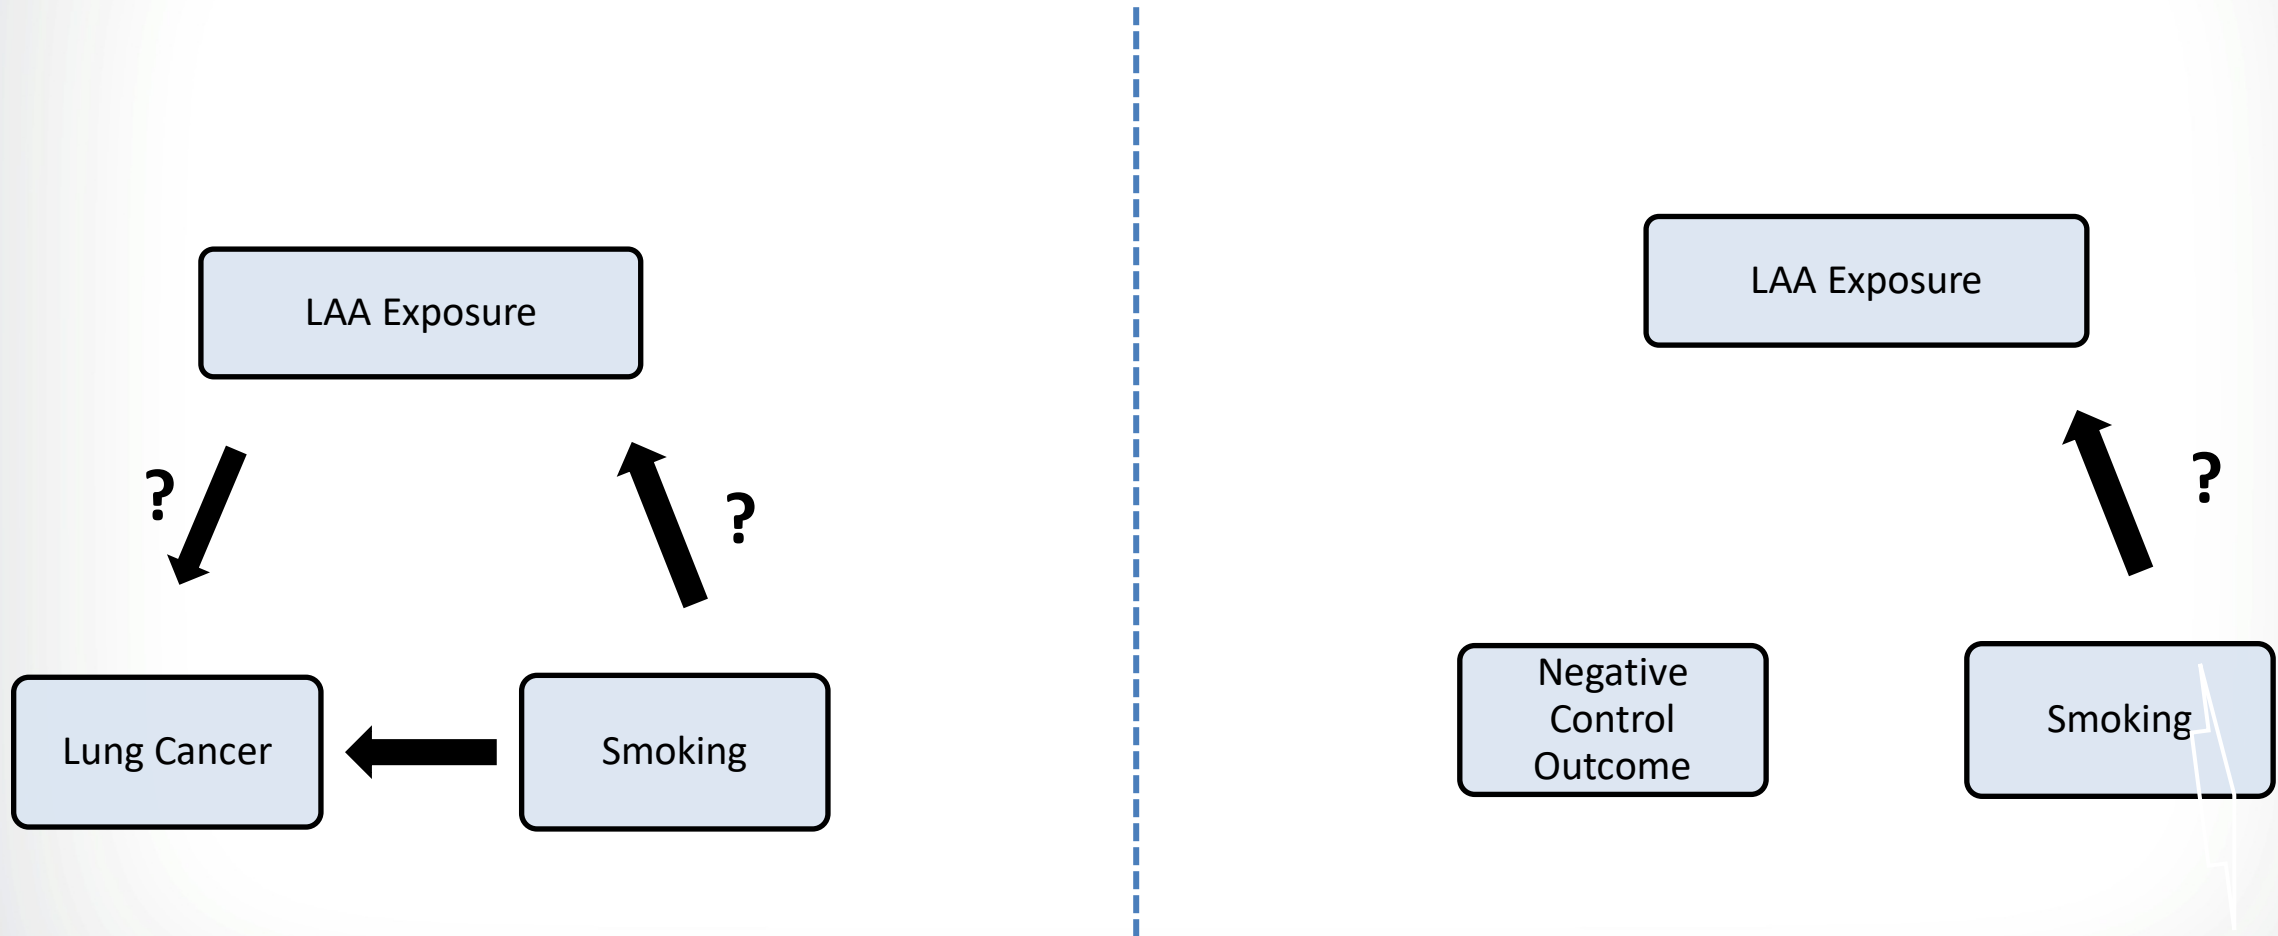 LAA Exposure
?
?
Lung Cancer
Smoking
LAA Exposure
?
Negative
Control
Outcome
Smoking